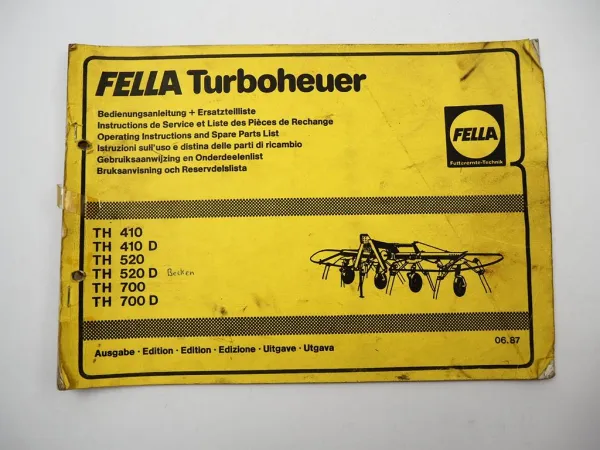 FELLA Turboheuer
Bedienungsanleitung + Ersatzteilliste
Instructions de Service et Liste des Pièces de Rechange
Operating Instructions and Spare Parts List
Istruzioni sull'uso e distina delle parti di ricambio
Gebruiksaanwijzing en Onderdeelenlist
Bruksanvisning och Reservdelslista
FELLA
Futterernte-Technik
TH 410
TH 410 D
TH 520
TH 520 D Becken
TH 700
TH 700 D
Ausgabe · Edition · Edition · Edizione · Uitgave · Utgava
06.87